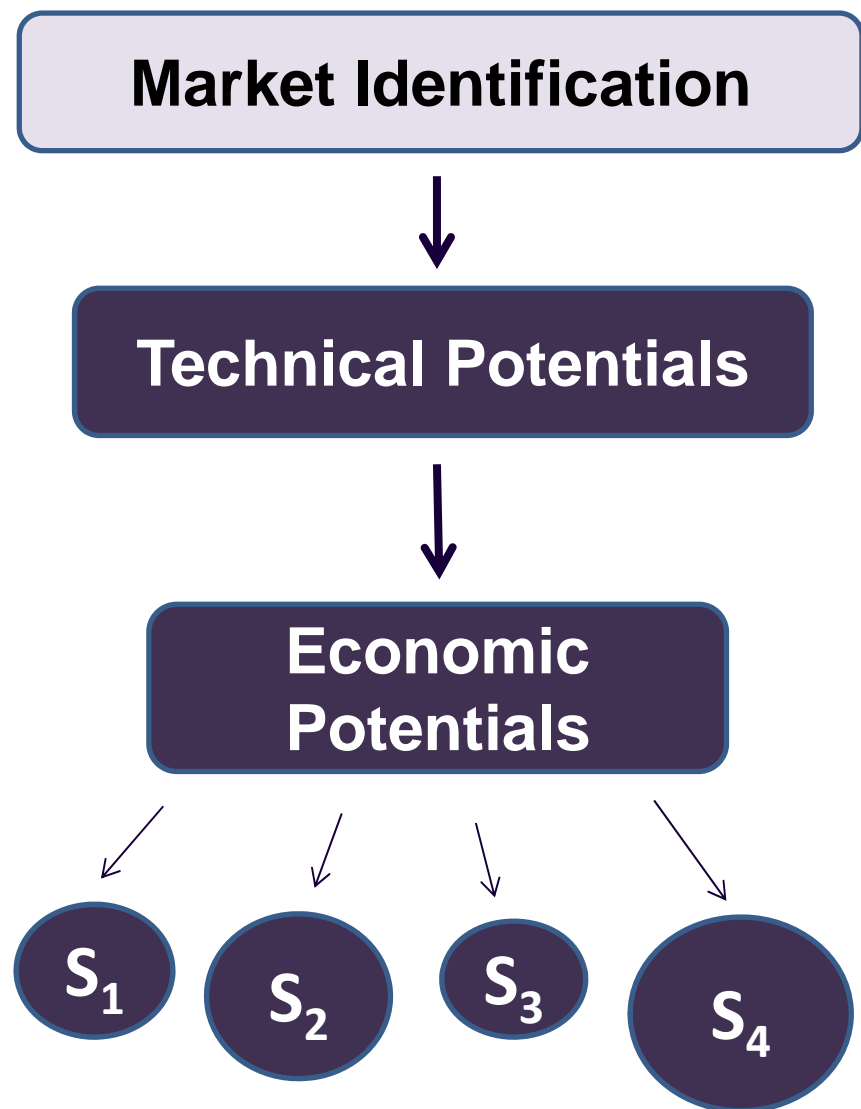 Market Identification
Technical Potentials
Economic
Potentials
S₁
S₂
S₃
S₄